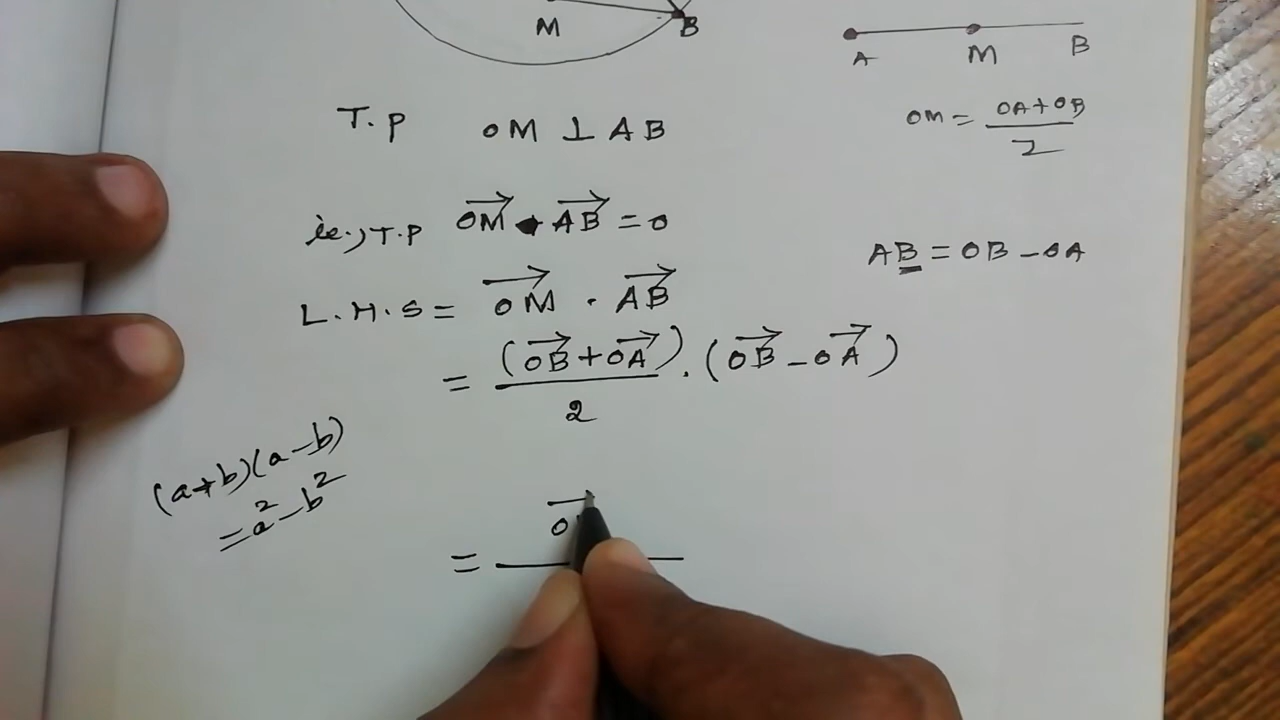 M B
A M B
T.P OM ⊥ AB
OM = OA+OB / 2
ie.,T.P OM · AB = 0
AB = OB - OA
L.H.S = OM · AB
= (OB + OA) / 2 . (OB - OA)
(a+b)(a-b)
= a² - b²
= O